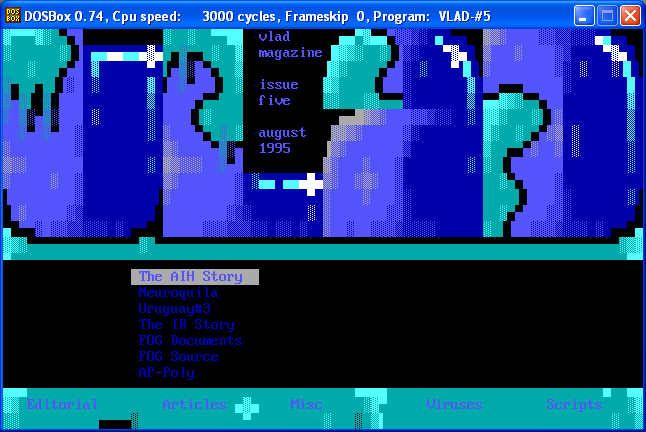 DOSBox 0.74, Cpu speed: 3000 cycles, Frameskip 0, Program: VLAD-#5
vlad
magazine
issue
five
august
1995
The AIH Story
Neuroquila
Uruguay#3
The IR Story
FOG Documents
FOG Source
AP-Poly
Editorial Articles Misc Viruses Scripts